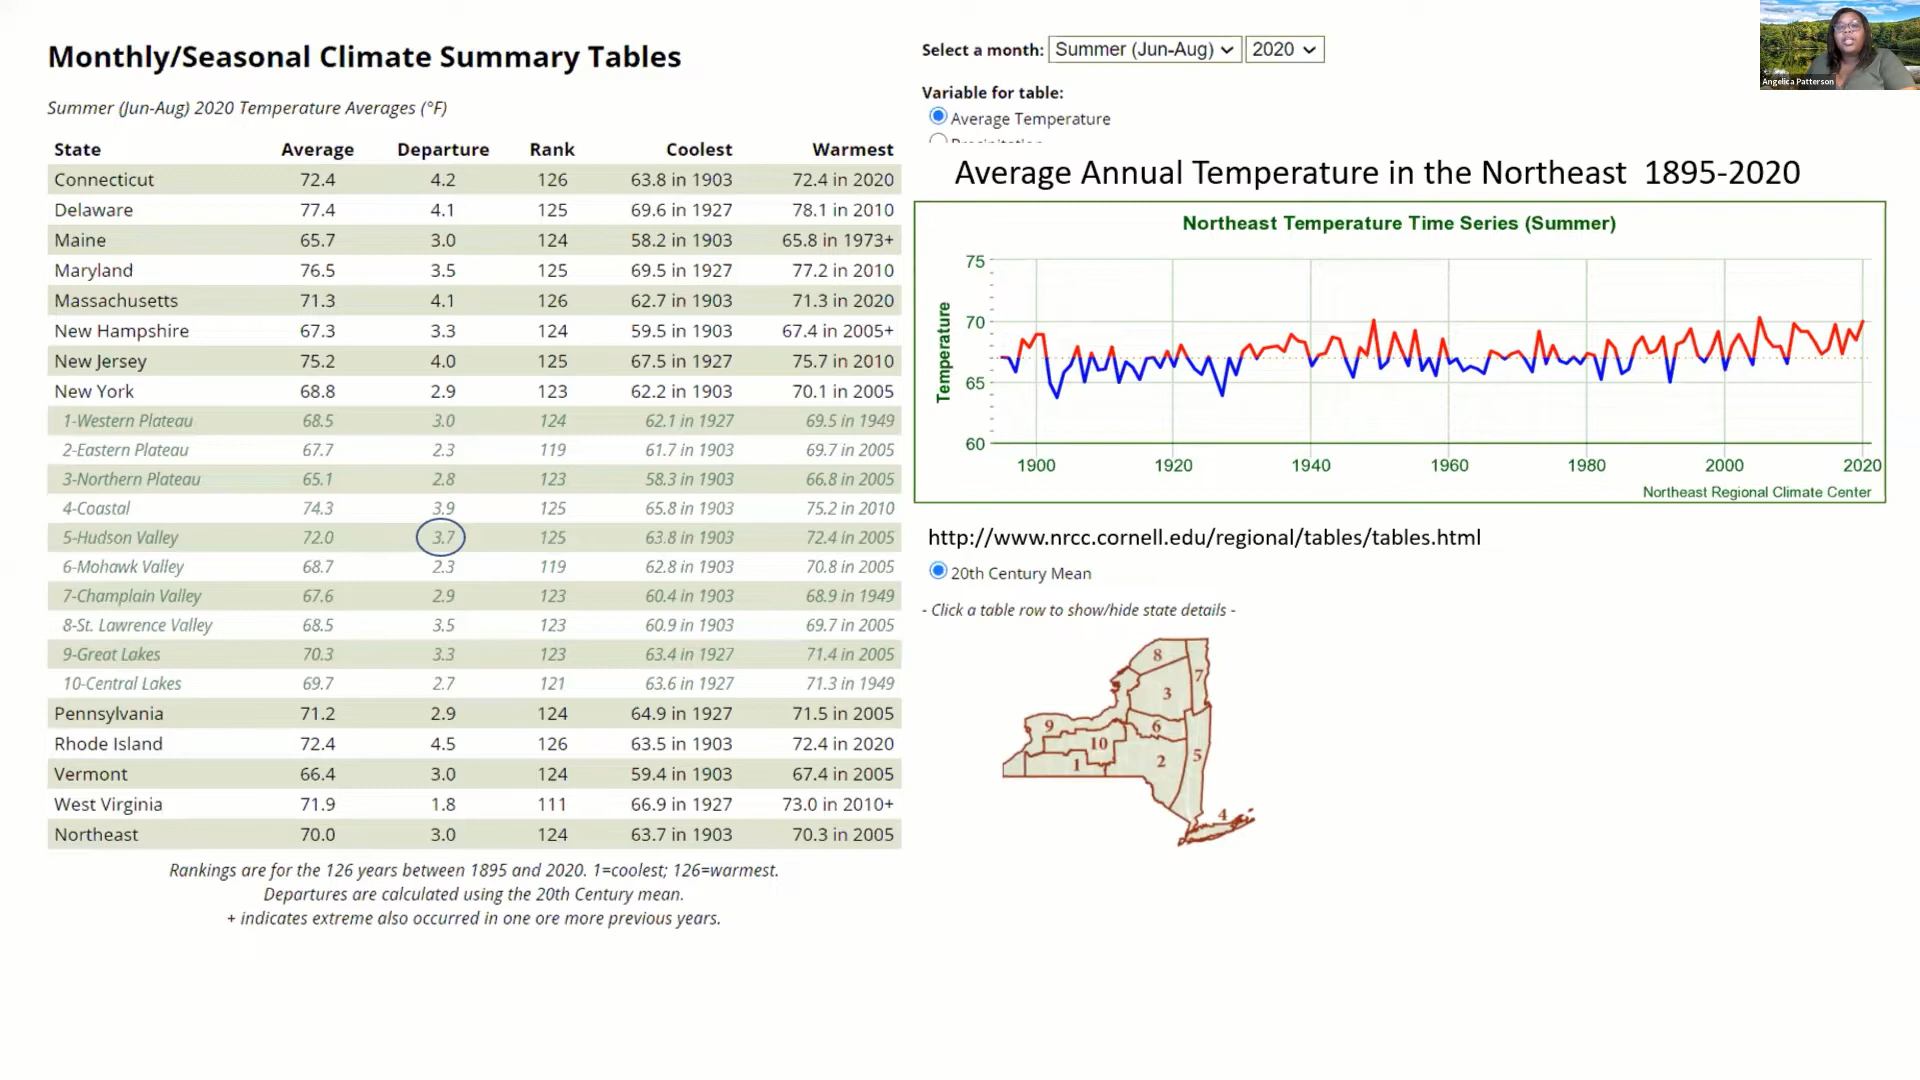 Monthly/Seasonal Climate Summary Tables
Summer (Jun-Aug) 2020 Temperature Averages (°F)
State Average Departure Rank Coolest Warmest
Connecticut 72.4 4.2 126 63.8 in 1903 72.4 in 2020
Delaware 77.4 4.1 125 69.6 in 1927 78.1 in 2010
Maine 65.7 3.0 124 58.2 in 1903 65.8 in 1973+
Maryland 76.5 3.5 125 69.5 in 1927 77.2 in 2010
Massachusetts 71.3 4.1 126 62.7 in 1903 71.3 in 2020
New Hampshire 67.3 3.3 124 59.5 in 1903 67.4 in 2005+
New Jersey 75.2 4.0 125 67.5 in 1927 75.7 in 2010
New York 68.8 2.9 123 62.2 in 1903 70.1 in 2005
1-Western Plateau 68.5 3.0 124 62.1 in 1927 69.5 in 1949
2-Eastern Plateau 67.7 2.3 119 61.7 in 1903 69.7 in 2005
3-Northern Plateau 65.1 2.8 123 58.3 in 1903 66.8 in 2005
4-Coastal 74.3 3.9 125 65.8 in 1903 75.2 in 2010
5-Hudson Valley 72.0 3.7 125 63.8 in 1903 72.4 in 2005
6-Mohawk Valley 68.7 2.3 119 62.8 in 1903 70.8 in 2005
7-Champlain Valley 67.6 2.9 123 60.4 in 1903 68.9 in 1949
8-St. Lawrence Valley 68.5 3.5 123 60.9 in 1903 69.7 in 2005
9-Great Lakes 70.3 3.3 123 63.4 in 1927 71.4 in 2005
10-Central Lakes 69.7 2.7 121 63.6 in 1927 71.3 in 1949
Pennsylvania 71.2 2.9 124 64.9 in 1927 71.5 in 2005
Rhode Island 72.4 4.5 126 63.5 in 1903 72.4 in 2020
Vermont 66.4 3.0 124 59.4 in 1903 67.4 in 2005
West Virginia 71.9 1.8 111 66.9 in 1927 73.0 in 2010+
Northeast 70.0 3.0 124 63.7 in 1903 70.3 in 2005
Rankings are for the 126 years between 1895 and 2020. 1=coolest; 126=warmest.
Departures are calculated using the 20th Century mean.
+ indicates extreme also occurred in one ore more previous years.
Select a month: Summer (Jun-Aug) 2020
Variable for table:
Average Temperature
Average Annual Temperature in the Northeast 1895-2020
Northeast Temperature Time Series (Summer)
Temperature
75
70
65
60
1900 1920 1940 1960 1980 2000 2020
Northeast Regional Climate Center
http://www.nrcc.cornell.edu/regional/tables/tables.html
20th Century Mean
- Click a table row to show/hide state details -
8
7
3
9
6
10
5
2
1
4
Angelica Patterson